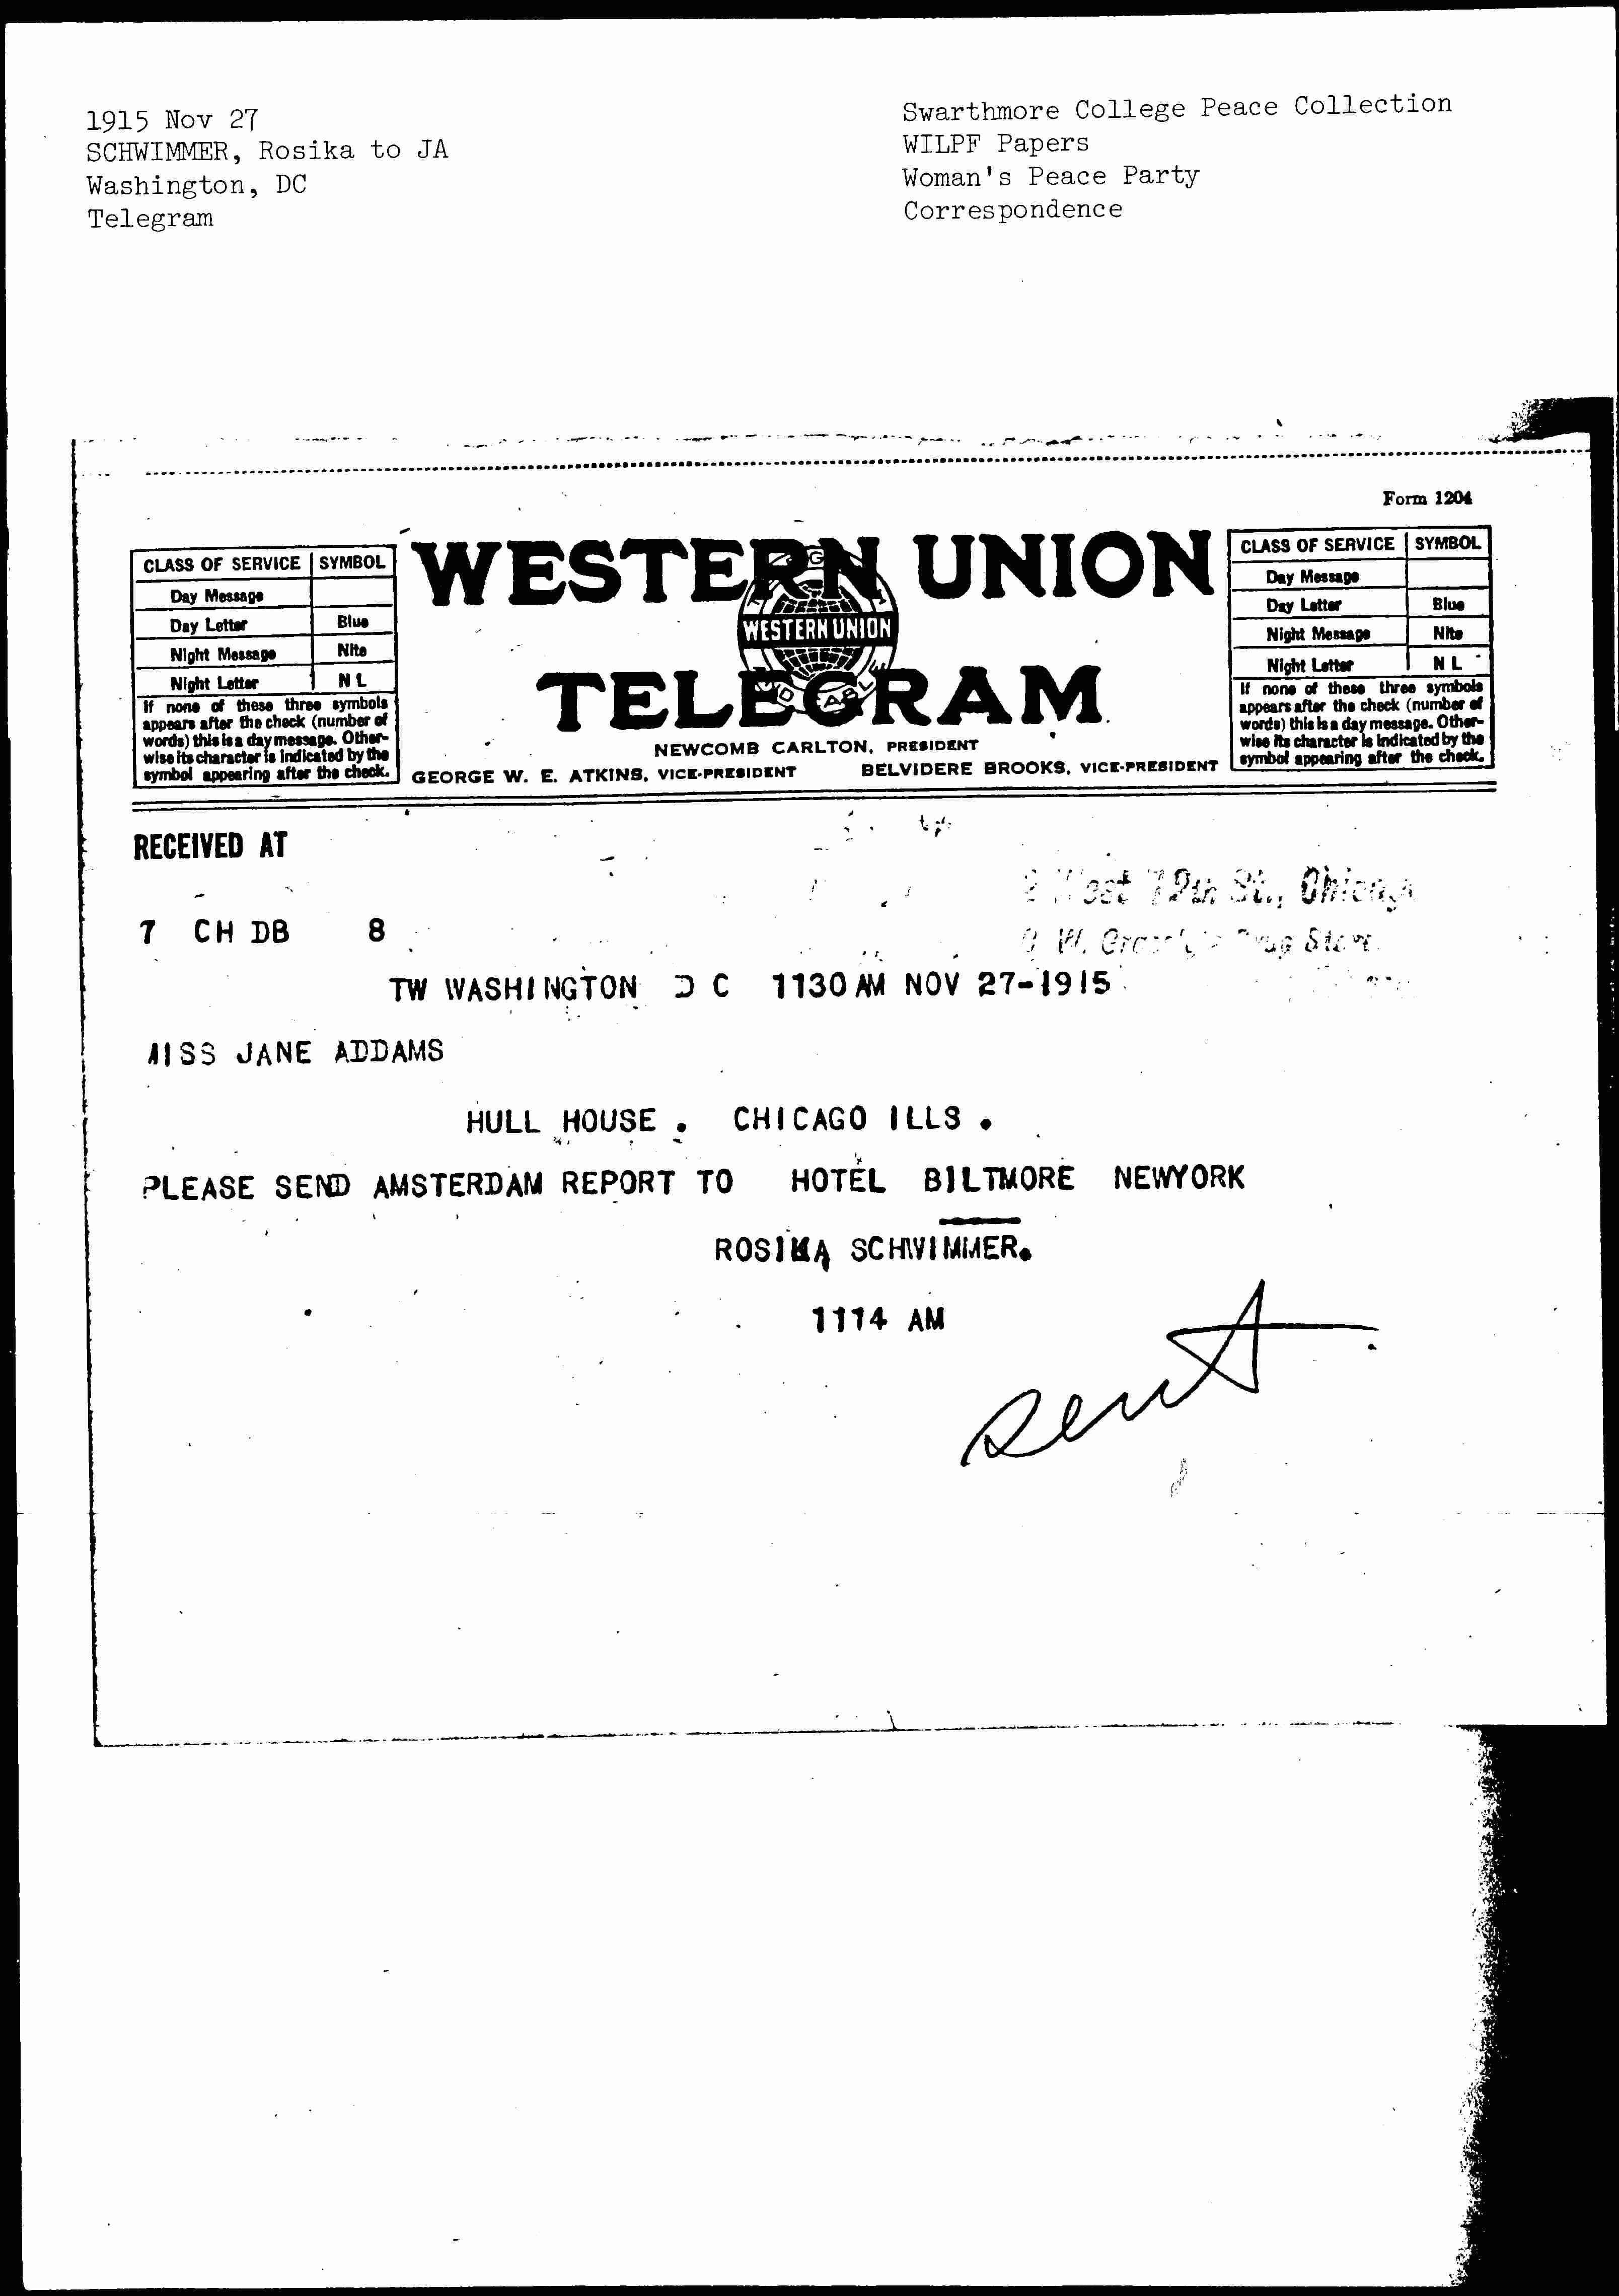 1915 Nov 27
SCHWIMMER, Rosika to JA
Washington, DC
Telegram
Swarthmore College Peace Collection
WILPF Papers
Woman's Peace Party
Correspondence
Form 1204
CLASS OF SERVICE SYMBOL
Day Message
Day Letter Blue
Night Message Nite
Night Letter N L
If none of these three symbols
appears after the check (number of
words) this is a day message. Other-
wise its character is indicated by the
symbol appearing after the check.
WESTERN UNION
WESTERN UNION
TELEGRAM
NEWCOMB CARLTON, PRESIDENT
GEORGE W. E. ATKINS, VICE-PRESIDENT BELVIDERE BROOKS, VICE-PRESIDENT
CLASS OF SERVICE SYMBOL
Day Message
Day Letter Blue
Night Message Nite
Night Letter N L
If none of these three symbols
appears after the check (number of
words) this is a day message. Other-
wise its character is indicated by the
symbol appearing after the check.
RECEIVED AT
St., Chicago
7 CH DB 8
W. Store
TW WASHINGTON D C 1130 AM NOV 27-1915
MISS JANE ADDAMS
HULL HOUSE . CHICAGO ILLS .
PLEASE SEND AMSTERDAM REPORT TO HOTEL BILTMORE NEWYORK
ROSIKA SCHWIMMER.
1114 AM
sent